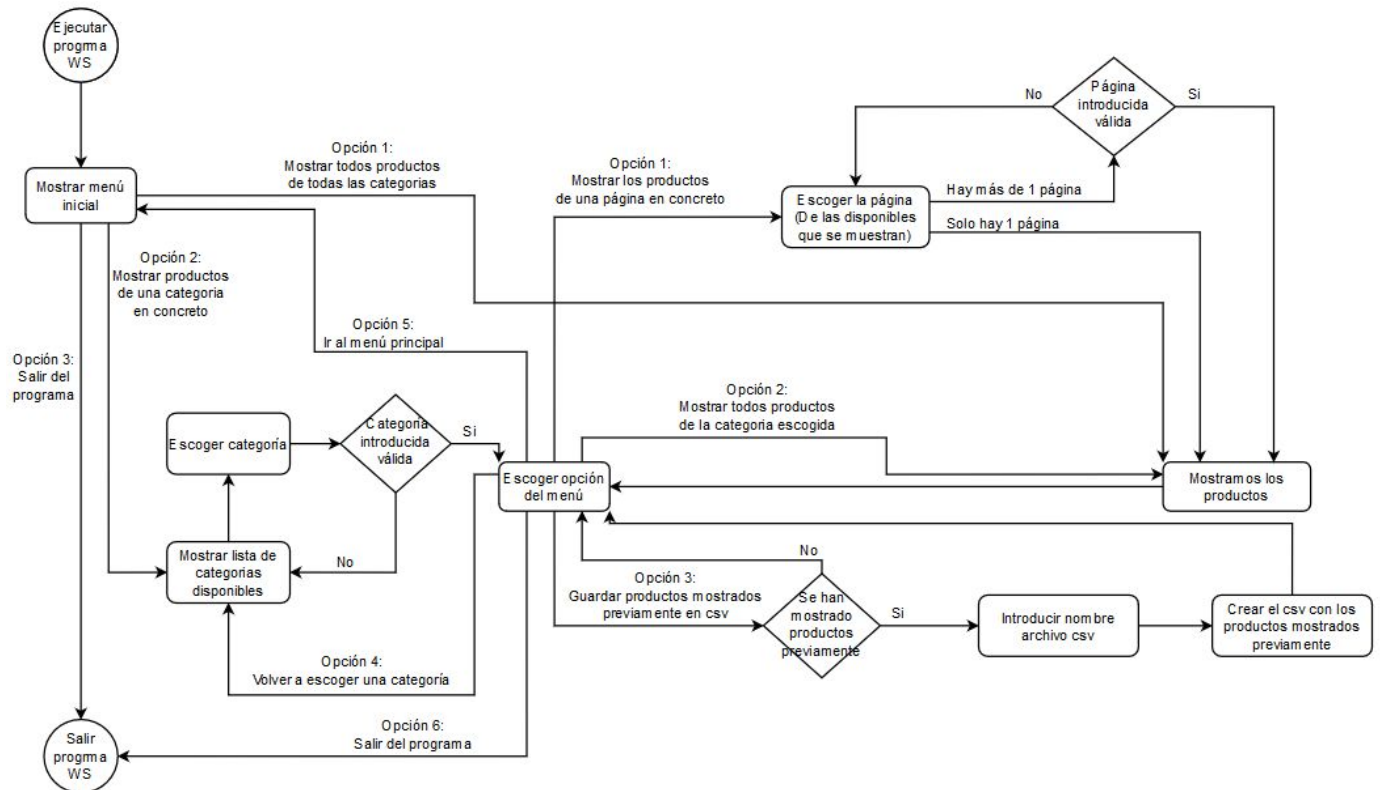 Ejecutar
progrma
WS
Mostrar menú
inicial
Opción 1:
Mostrar todos productos
de todas las categorias
Opción 2:
Mostrar productos
de una categoria
en concreto
Opción 3:
Salir del
programa
Opción 5:
Ir al menú principal
Escoger categoría
Categoría
introducida
válida
Si
No
Mostrar lista de
categorias
disponibles
Opción 4:
Volver a escoger una categoría
Opción 6:
Salir del programa
Salir
progrma
WS
Escoger opción
del menú
Opción 1:
Mostrar los productos
de una página en concreto
Escoger la página
(De las disponibles
que se muestran)
Hay más de 1 página
Solo hay 1 página
No
Página
introducida
válida
Si
Opción 2:
Mostrar todos productos
de la categoria escogida
Mostramos los
productos
Opción 3:
Guardar productos mostrados
previamente en csv
No
Se han
mostrado
productos
previamente
Si
Introducir nombre
archivo csv
Crear el csv con los
productos mostrados
previamente